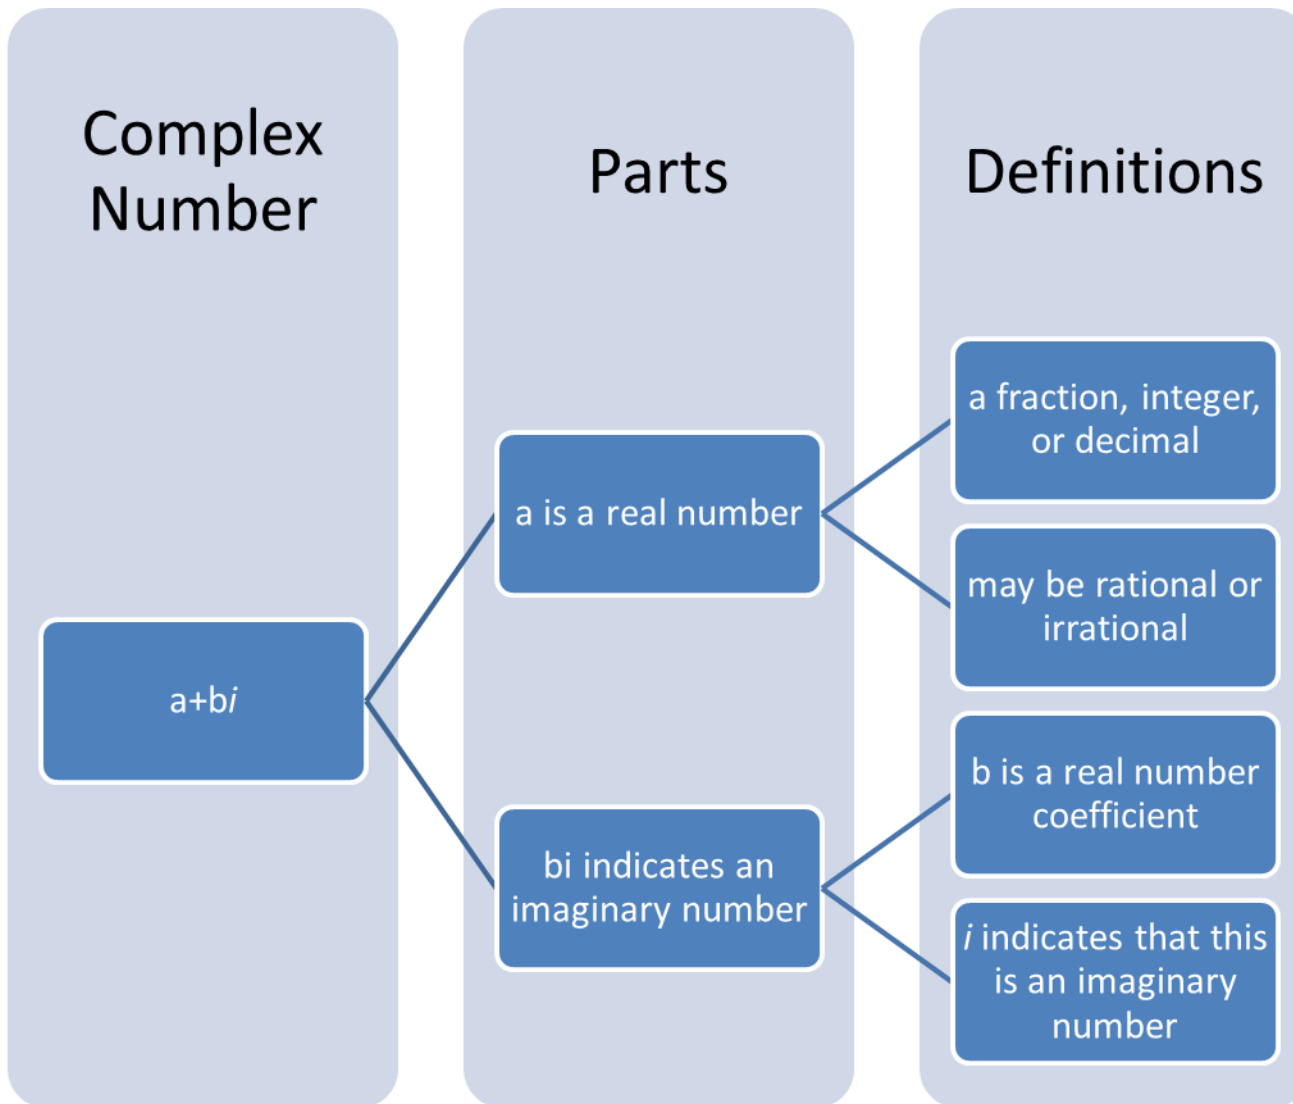 Complex
Number
Parts
Definitions
a+bi
a is a real number
bi indicates an
imaginary number
a fraction, integer,
or decimal
may be rational or
irrational
b is a real number
coefficient
i indicates that this
is an imaginary
number